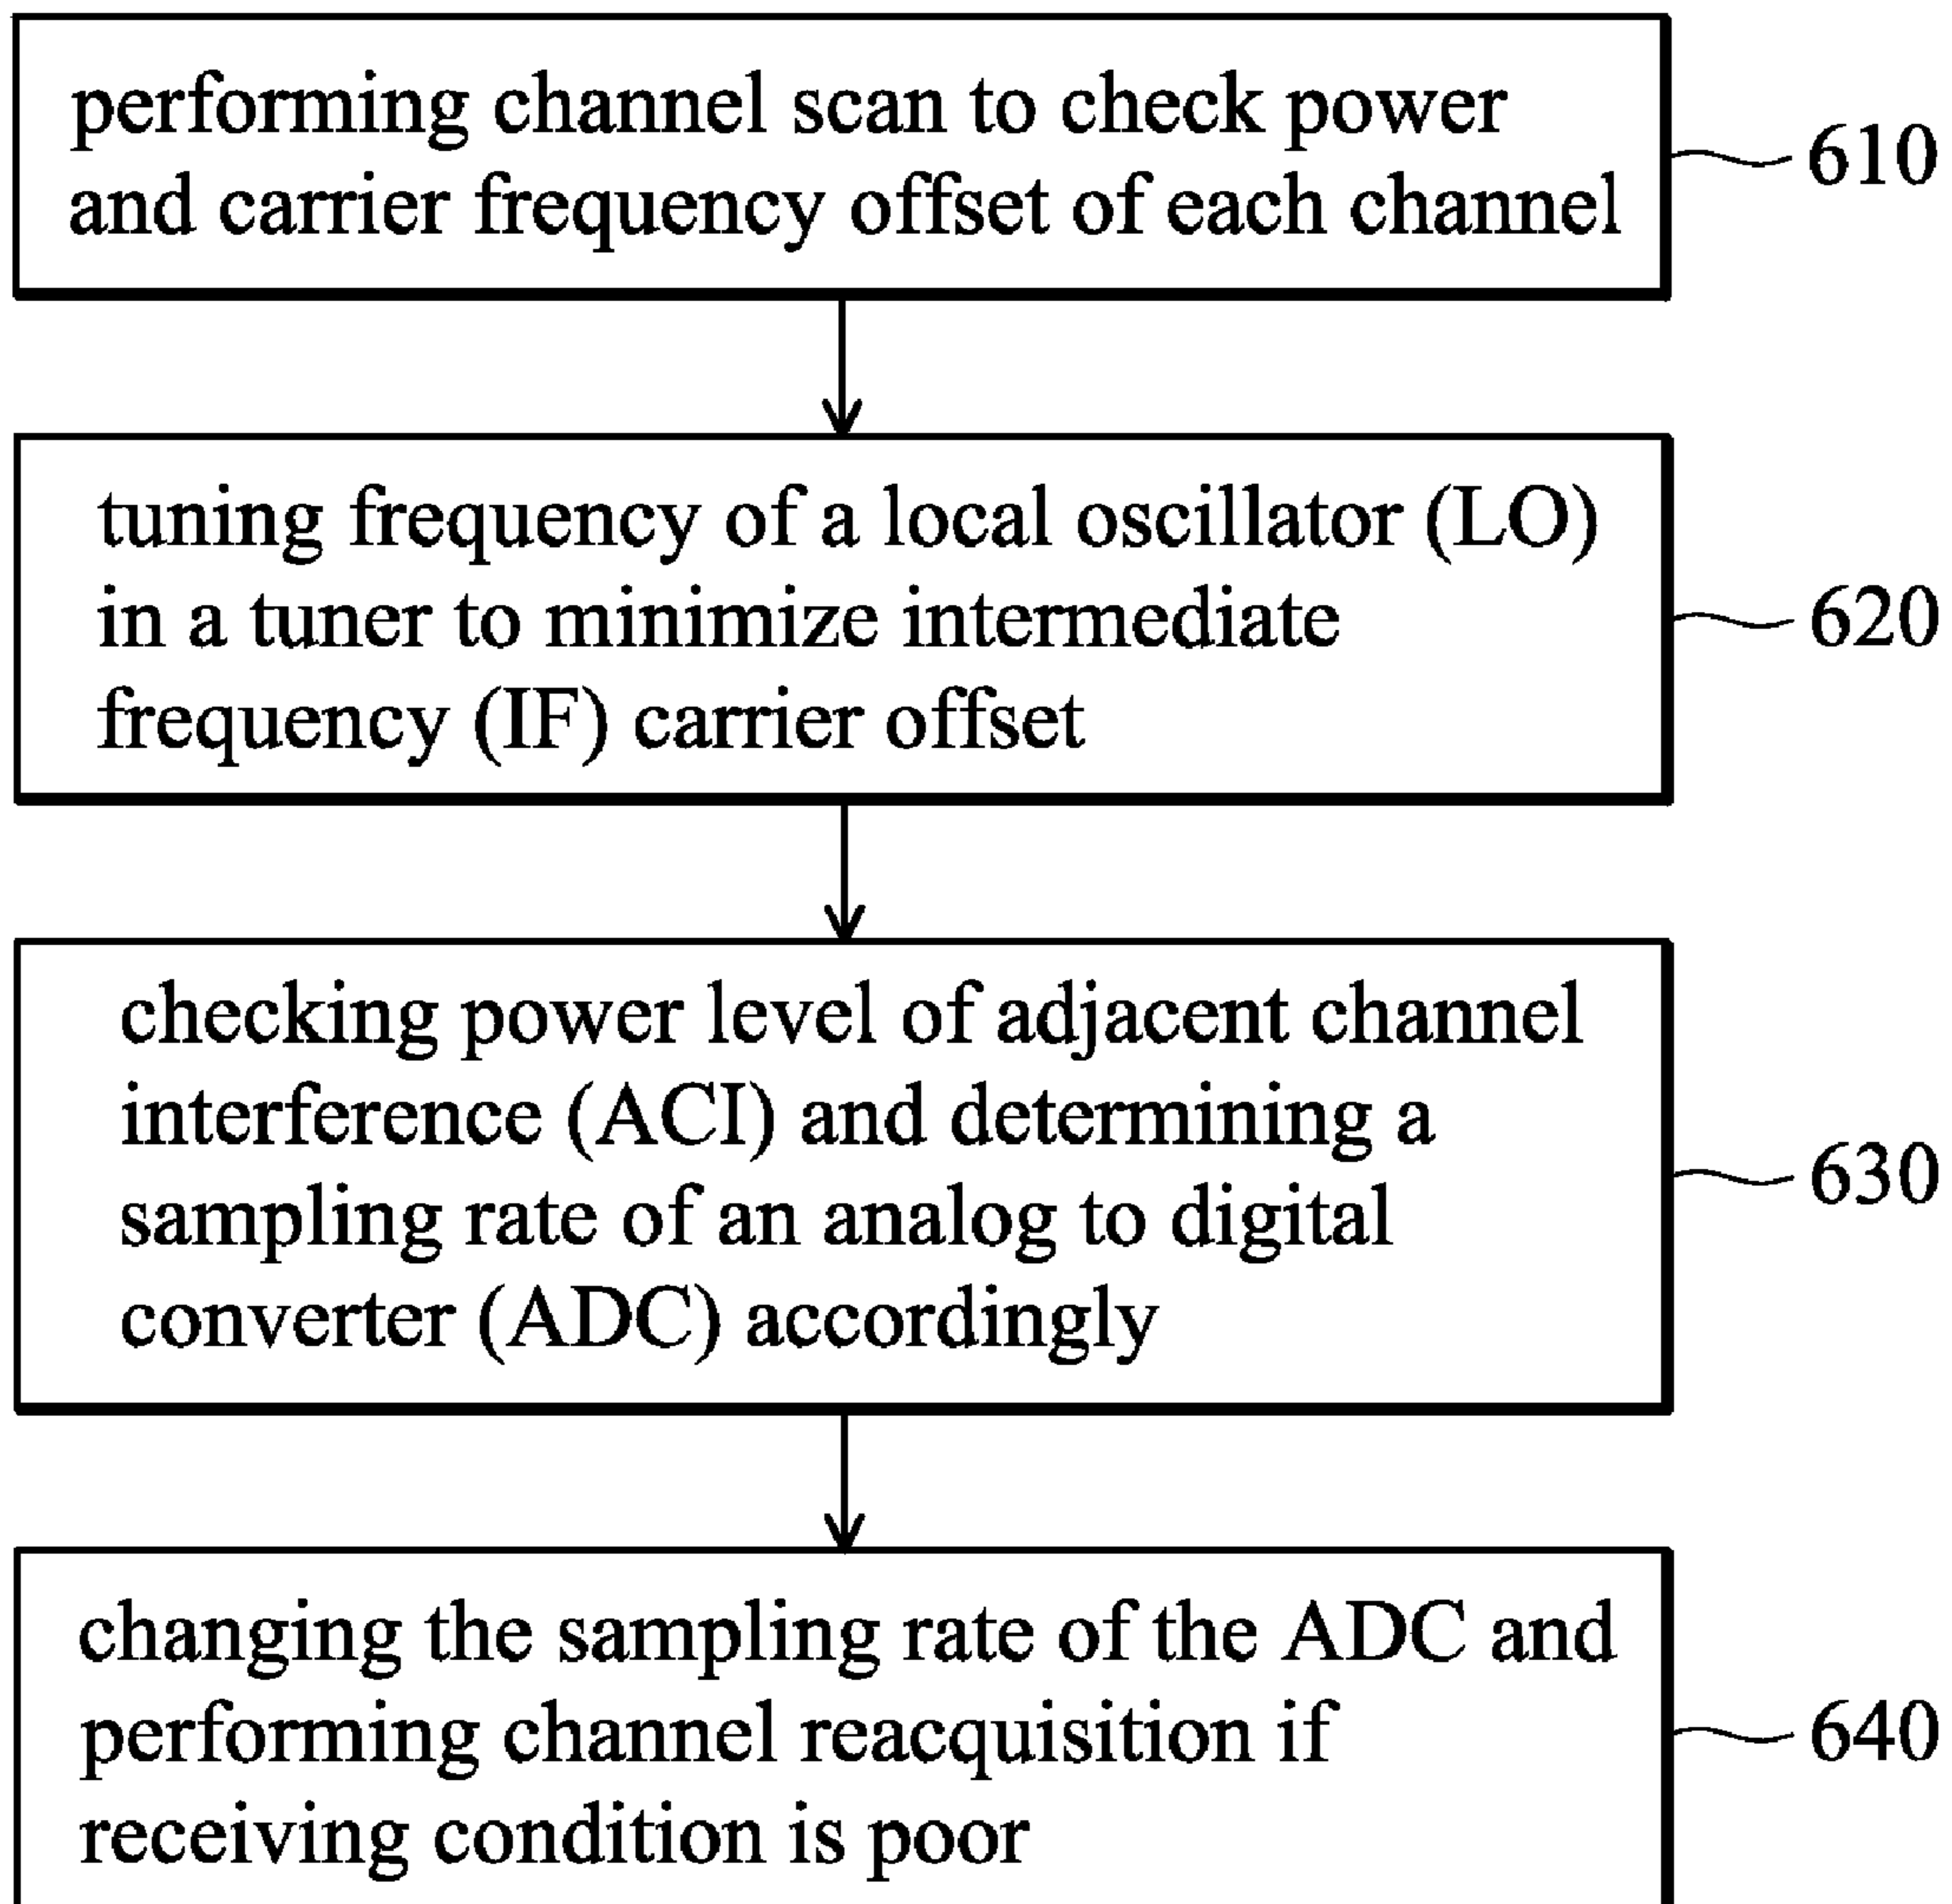 performing channel scan to check power
and carrier frequency offset of each channel
610
tuning frequency of a local oscillator (LO)
in a tuner to minimize intermediate
frequency (IF) carrier offset
620
checking power level of adjacent channel
interference (ACI) and determining a
sampling rate of an analog to digital
converter (ADC) accordingly
630
changing the sampling rate of the ADC and
performing channel reacquisition if
receiving condition is poor
640